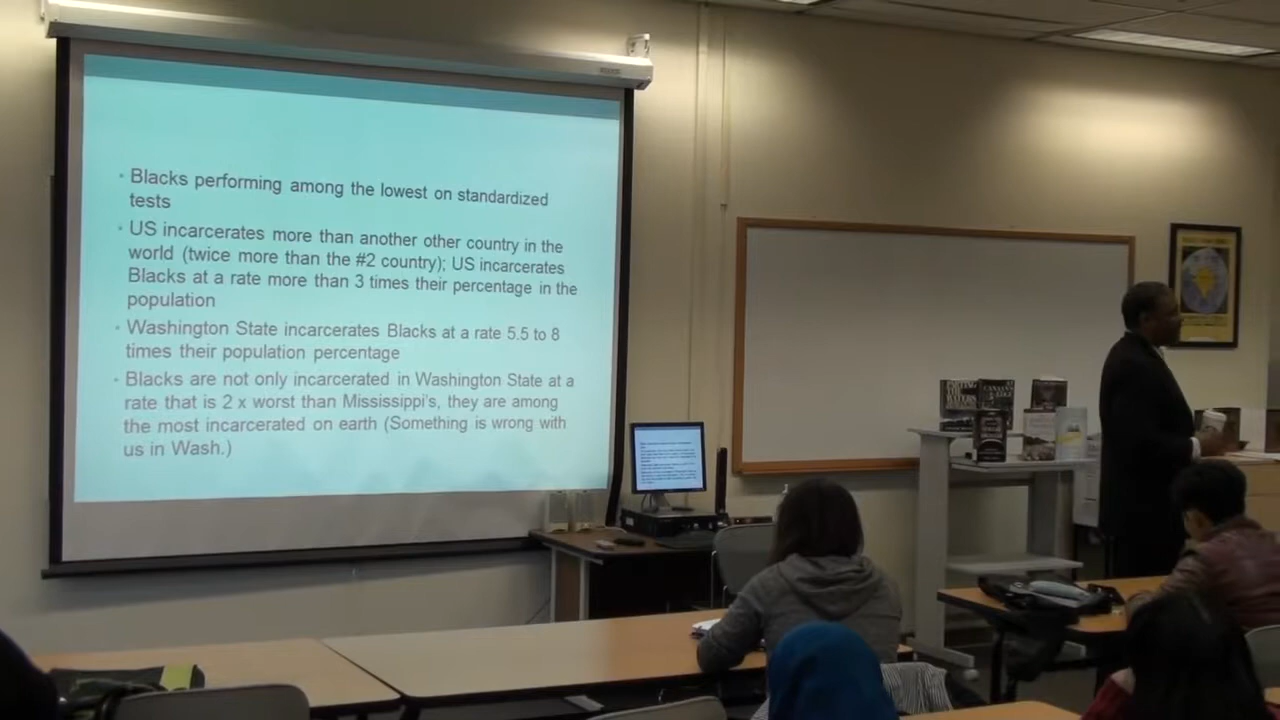 Blacks performing among the lowest on standardized
tests
US incarcerates more than another other country in the
world (twice more than the #2 country); US incarcerates
Blacks at a rate more than 3 times their percentage in the
population
Washington State incarcerates Blacks at a rate 5.5 to 8
times their population percentage
Blacks are not only incarcerated in Washington State at a
rate that is 2 x worst than Mississippi's, they are among
the most incarcerated on earth (Something is wrong with
us in Wash.)
PARTING
THE
WATERS